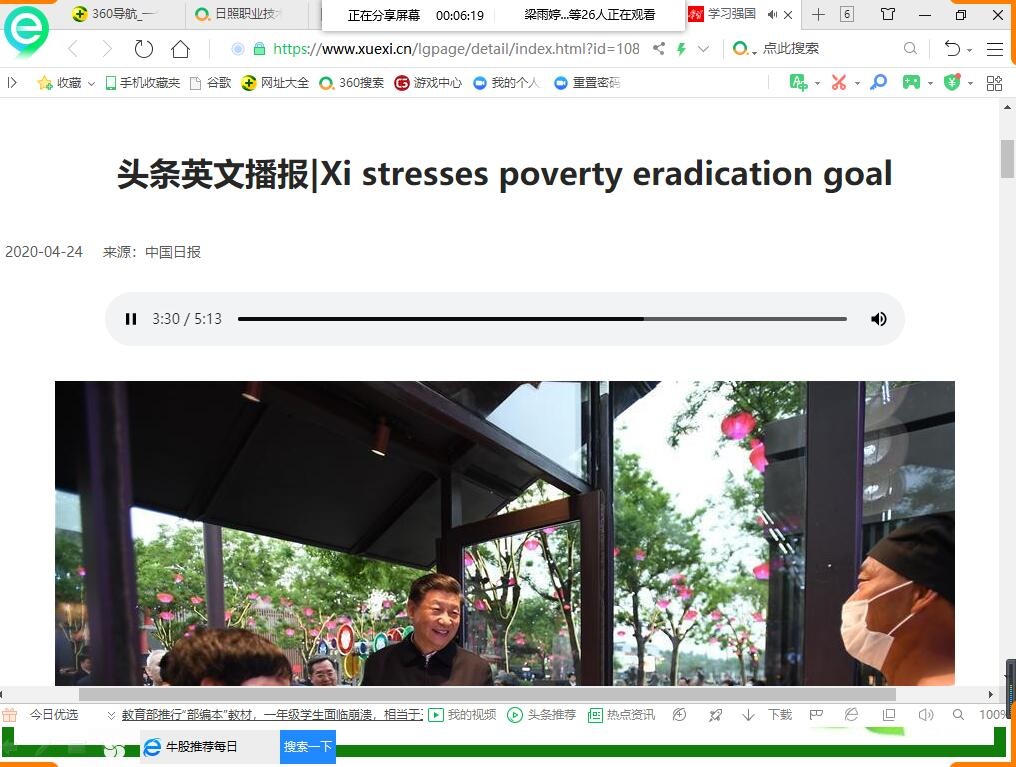 360导航_一
日照职业技
正在分享屏幕 00:06:19 梁雨婷...等26人正在观看
学习强国
6
https://www.xuexi.cn/lgpage/detail/index.html?id=108
点此搜索
收藏 手机收藏夹 谷歌 网址大全 360搜索 游戏中心 我的个人 重置密码
头条英文播报|Xi stresses poverty eradication goal
2020-04-24 来源：中国日报
3:30 / 5:13
今日优选 教育部推行“部编本”教材，一年级学生面临崩溃，相当于 我的视频 头条推荐 热点资讯 下载 100%
牛股推荐每日 搜索一下